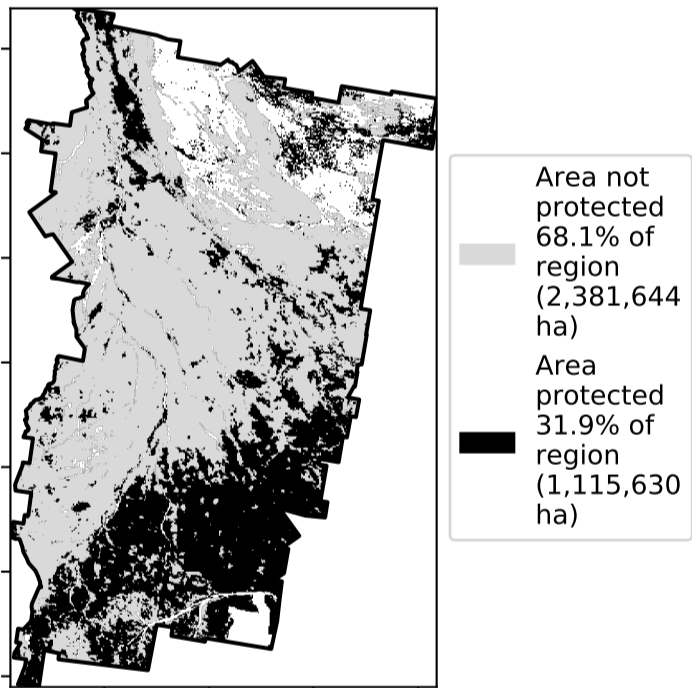 Area not
protected
68.1% of
region
(2,381,644
ha)
Area
protected
31.9% of
region
(1,115,630
ha)